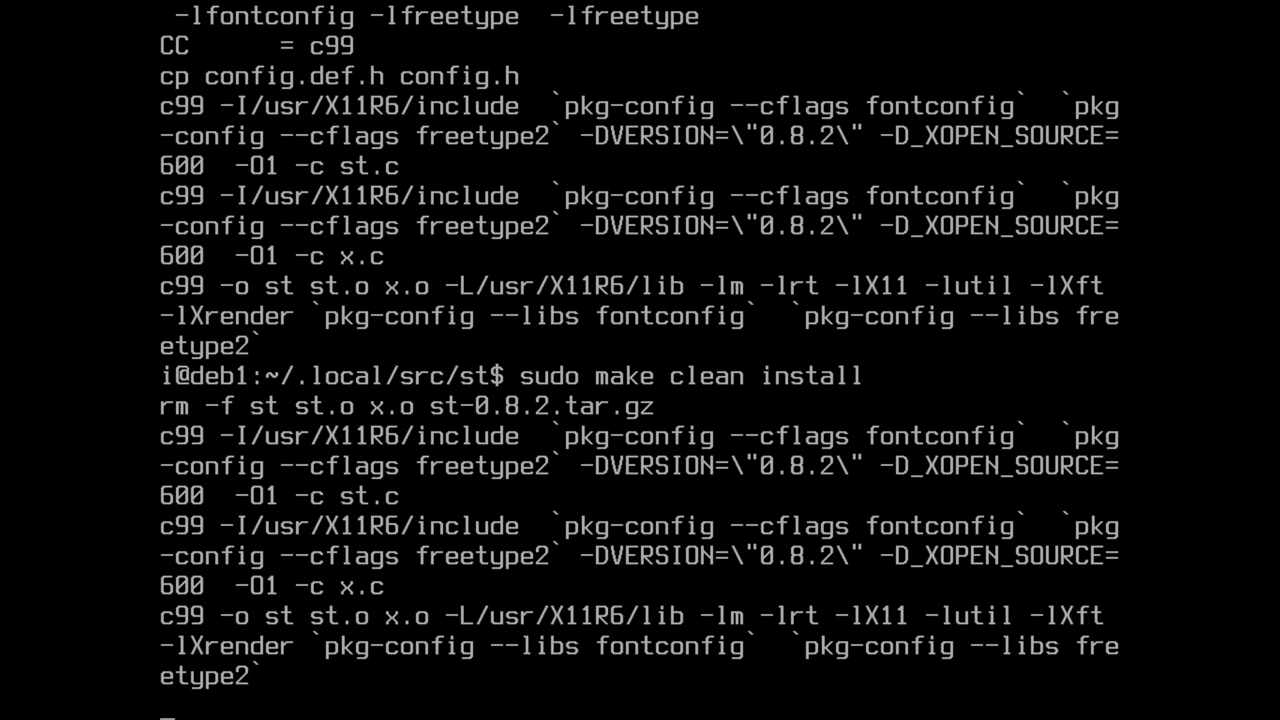 -lfontconfig -lfreetype  -lfreetype
CC      = c99
cp config.def.h config.h
c99 -I/usr/X11R6/include  `pkg-config --cflags fontconfig`  `pkg
-config --cflags freetype2` -DVERSION=\"0.8.2\" -D_XOPEN_SOURCE=
600  -O1 -c st.c
c99 -I/usr/X11R6/include  `pkg-config --cflags fontconfig`  `pkg
-config --cflags freetype2` -DVERSION=\"0.8.2\" -D_XOPEN_SOURCE=
600  -O1 -c x.c
c99 -o st st.o x.o -L/usr/X11R6/lib -lm -lrt -lX11 -lutil -lXft
-lXrender `pkg-config --libs fontconfig`  `pkg-config --libs fre
etype2`
i@deb1:~/.local/src/st$ sudo make clean install
rm -f st st.o x.o st-0.8.2.tar.gz
c99 -I/usr/X11R6/include  `pkg-config --cflags fontconfig`  `pkg
-config --cflags freetype2` -DVERSION=\"0.8.2\" -D_XOPEN_SOURCE=
600  -O1 -c st.c
c99 -I/usr/X11R6/include  `pkg-config --cflags fontconfig`  `pkg
-config --cflags freetype2` -DVERSION=\"0.8.2\" -D_XOPEN_SOURCE=
600  -O1 -c x.c
c99 -o st st.o x.o -L/usr/X11R6/lib -lm -lrt -lX11 -lutil -lXft
-lXrender `pkg-config --libs fontconfig`  `pkg-config --libs fre
etype2`